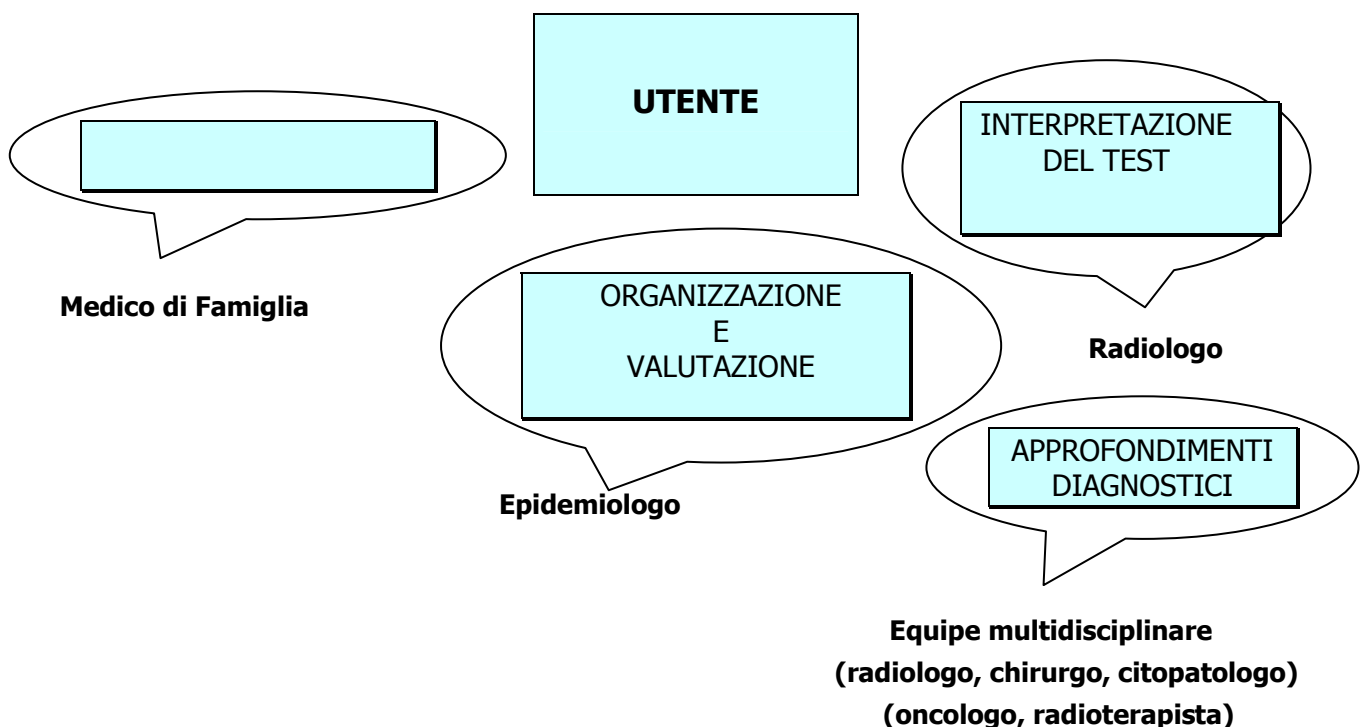 UTENTE
INTERPRETAZIONE
DEL TEST
Medico di Famiglia
ORGANIZZAZIONE
E
VALUTAZIONE
Radiologo
Epidemiologo
APPROFONDIMENTI
DIAGNOSTICI
Equipe multidisciplinare
(radiologo, chirurgo, citopatologo)
(oncologo, radioterapista)